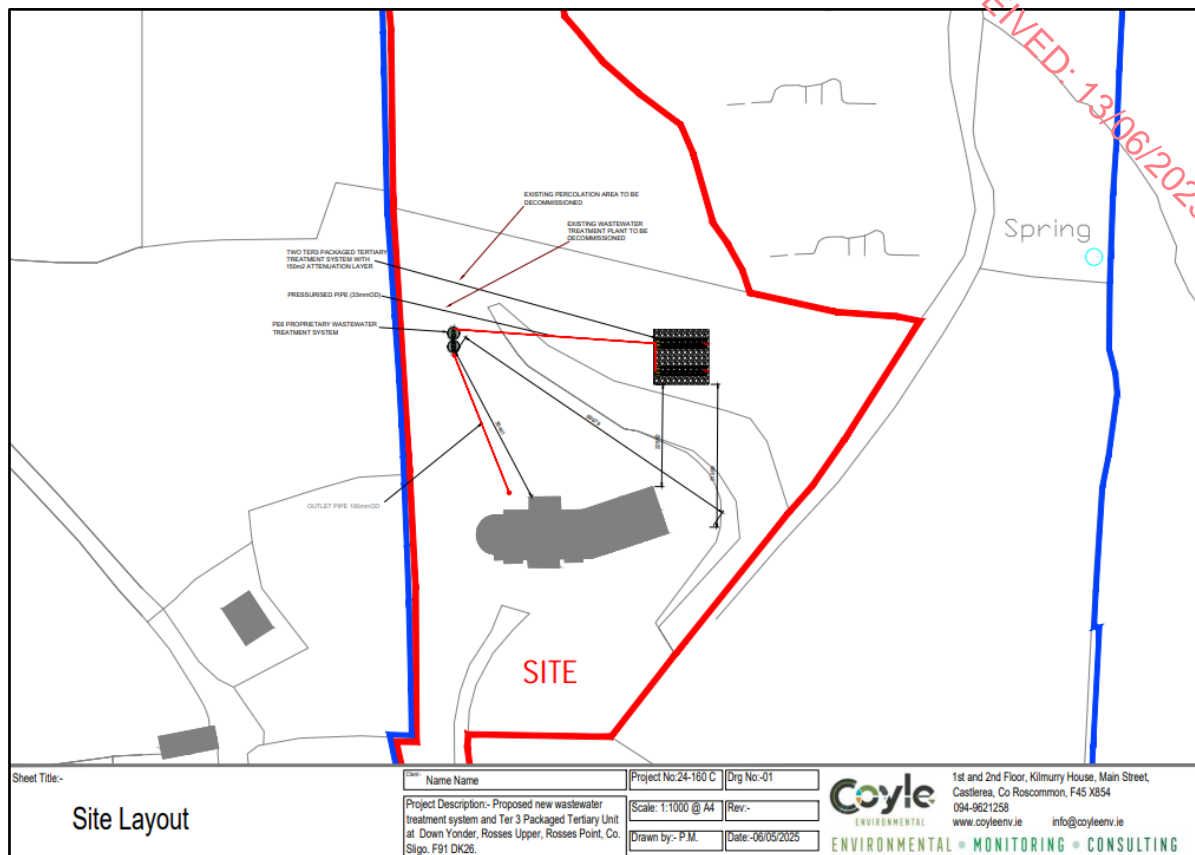 EIVED: 13/06/202
Spring
EXISTING PERCOLATION AREA TO BE
DECOMMISSIONED
EXISTING WASTEWATER
TREATMENT PLANT TO BE
DECOMMISSIONED
TWO TER3 PACKAGED TERTIARY
TREATMENT SYSTEM WITH
150m2 ATTENUATION LAYER
PRESSURISED PIPE (33mmOD)
PE8 PROPRIETARY WASTEWATER
TREATMENT SYSTEM
OUTLET PIPE 100mmOD
SITE
Sheet Title:-
Site Layout
Client:-
Name Name
Project Description:- Proposed new wastewater
treatment system and Ter 3 Packaged Tertiary Unit
at Down Yonder, Rosses Upper, Rosses Point, Co.
Sligo. F91 DK26.
Project No:24-160 C
Drg No:-01
Scale: 1:1000 @ A4
Rev:-
Drawn by:- P.M.
Date:-06/05/2025
Coyle
ENVIRONMENTAL
1st and 2nd Floor, Kilmurry House, Main Street,
Castlerea, Co Roscommon, F45 X854
094-9621258
www.coyleenv.ie info@coyleenv.ie
ENVIRONMENTAL • MONITORING • CONSULTING